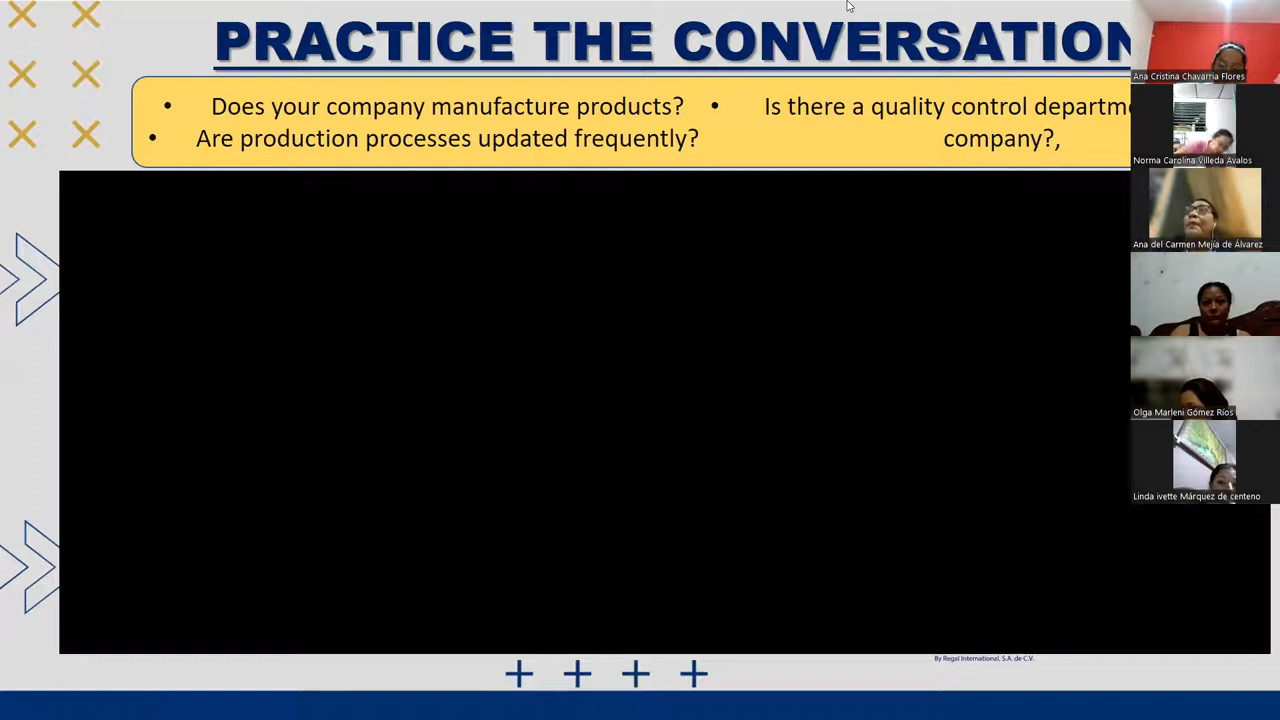 PRACTICE THE CONVERSATION
• Does your company manufacture products?
• Are production processes updated frequently?
• Is there a quality control
company?,
Ana Cristina Chavarria Flores
Norma Carolina Villeda Avalos
Ana del Carmen Mejía de Álvarez
Olga Marleni Gómez Ríos
Linda ivette Márquez de centeno
By Regal International, S.A. de C.V.